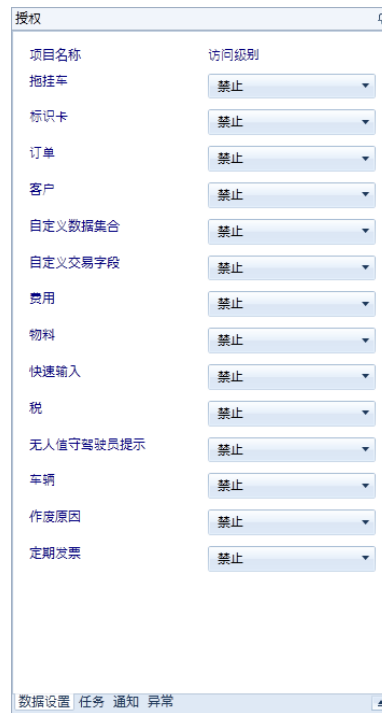 授权
项目名称 访问级别
拖挂车 禁止
标识卡 禁止
订单 禁止
客户 禁止
自定义数据集合 禁止
自定义交易字段 禁止
费用 禁止
物料 禁止
快速输入 禁止
税 禁止
无人值守驾驶员提示 禁止
车辆 禁止
作废原因 禁止
定期发票 禁止
数据设置 任务 通知 异常